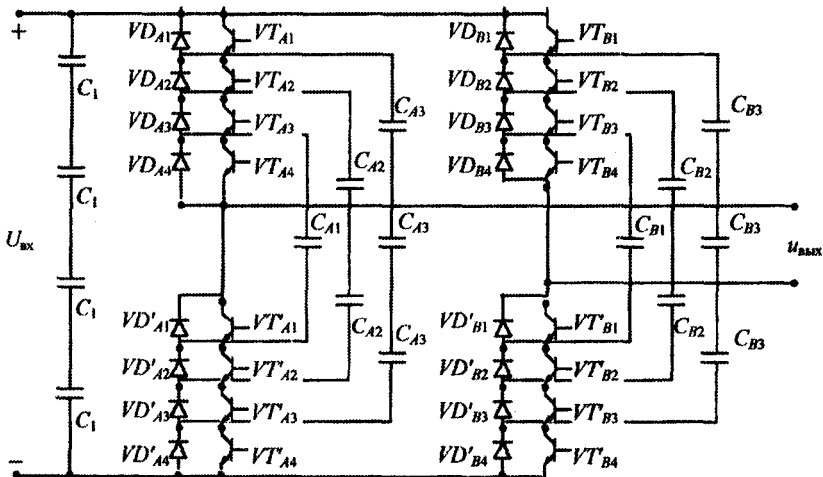 +
VD_A1
VT_A1
VD_B1
VT_B1
C_1
VD_A2
VT_A2
VD_B2
VT_B2
VD_A3
VT_A3
C_A3
VD_B3
VT_B3
C_B3
VD_A4
VT_A4
C_A2
VD_B4
VT_B4
C_B2
C_1
U_вх
C_A1
C_A3
C_B1
C_B3
u_вых
C_1
VD'_A1
VT'_A1
C_A2
C_A3
VD'_B1
VT'_B1
C_B2
C_B3
VD'_A2
VT'_A2
VD'_B2
VT'_B2
C_1
VD'_A3
VT'_A3
VD'_B3
VT'_B3
−
VD'_A4
VT'_A4
VD'_B4
VT'_B4